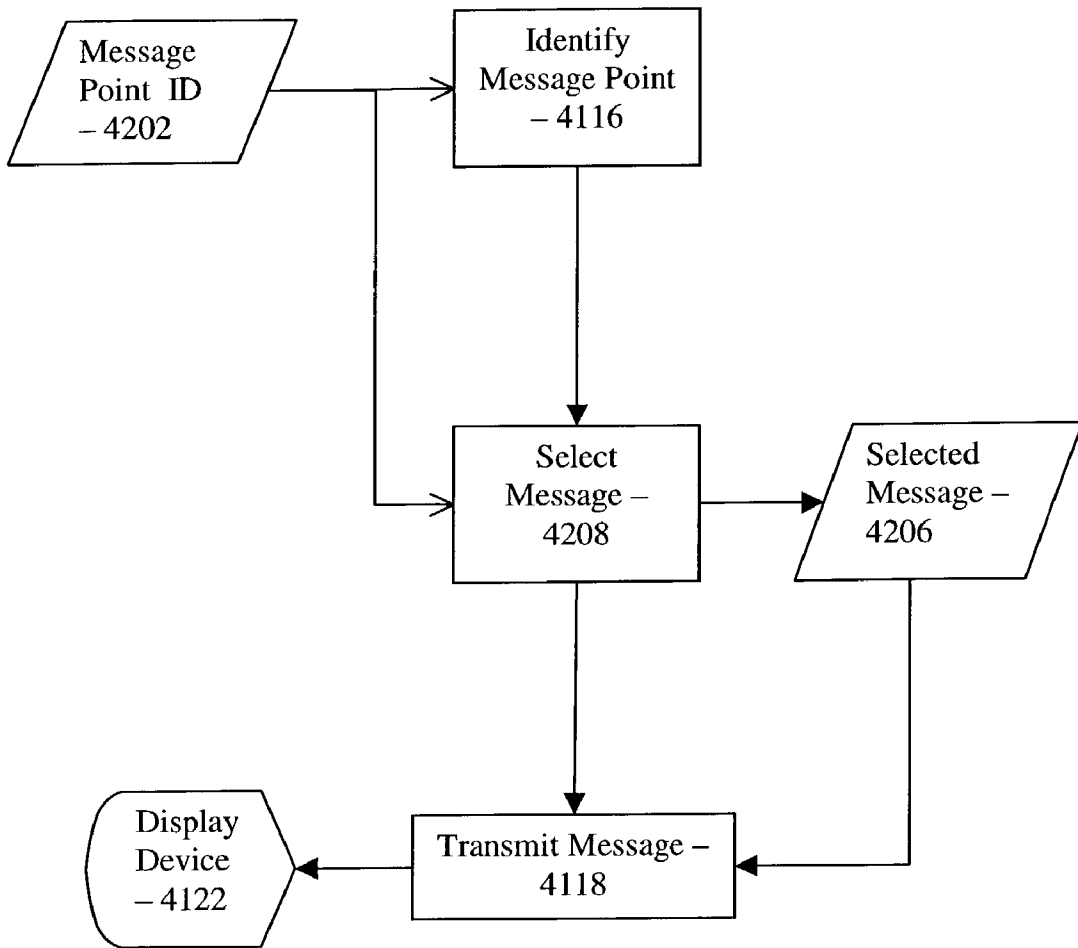 Message
Point ID
– 4202
Identify
Message Point
– 4116
Select
Message –
4208
Selected
Message –
4206
Display
Device
– 4122
Transmit Message –
4118